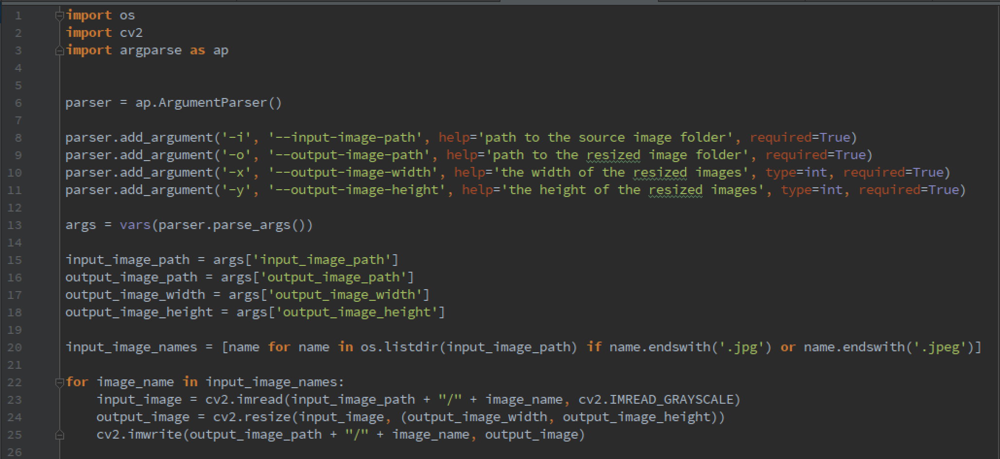 1 import os
2 import cv2
3 import argparse as ap
4
5
6 parser = ap.ArgumentParser()
7
8 parser.add_argument('-i', '--input-image-path', help='path to the source image folder', required=True)
9 parser.add_argument('-o', '--output-image-path', help='path to the resized image folder', required=True)
10 parser.add_argument('-x', '--output-image-width', help='the width of the resized images', type=int, required=True)
11 parser.add_argument('-y', '--output-image-height', help='the height of the resized images', type=int, required=True)
12
13 args = vars(parser.parse_args())
14
15 input_image_path = args['input_image_path']
16 output_image_path = args['output_image_path']
17 output_image_width = args['output_image_width']
18 output_image_height = args['output_image_height']
19
20 input_image_names = [name for name in os.listdir(input_image_path) if name.endswith('.jpg') or name.endswith('.jpeg')]
21
22 for image_name in input_image_names:
23     input_image = cv2.imread(input_image_path + "/" + image_name, cv2.IMREAD_GRAYSCALE)
24     output_image = cv2.resize(input_image, (output_image_width, output_image_height))
25     cv2.imwrite(output_image_path + "/" + image_name, output_image)
26